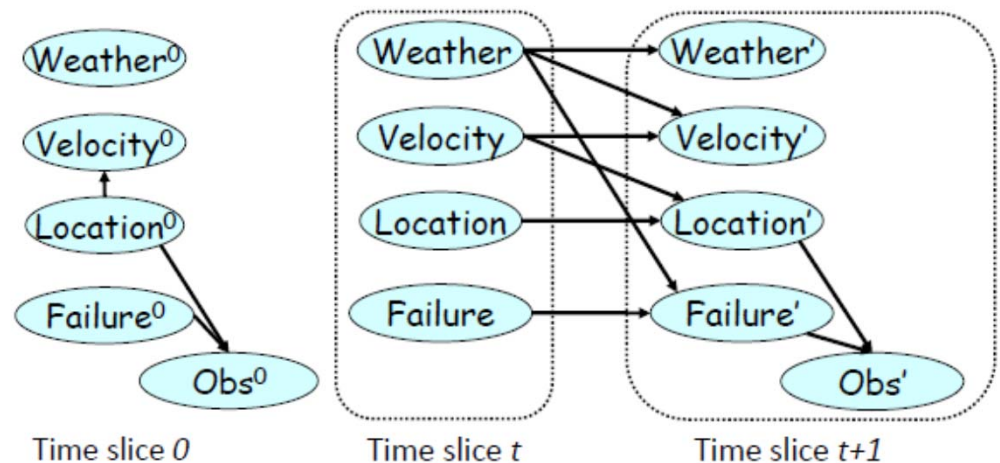 Weather⁰ Weather Weather’
Velocity⁰ Velocity Velocity’
Location⁰ Location Location’
Failure⁰ Failure Failure’
Obs⁰ Obs’
Time slice 0 Time slice t Time slice t+1